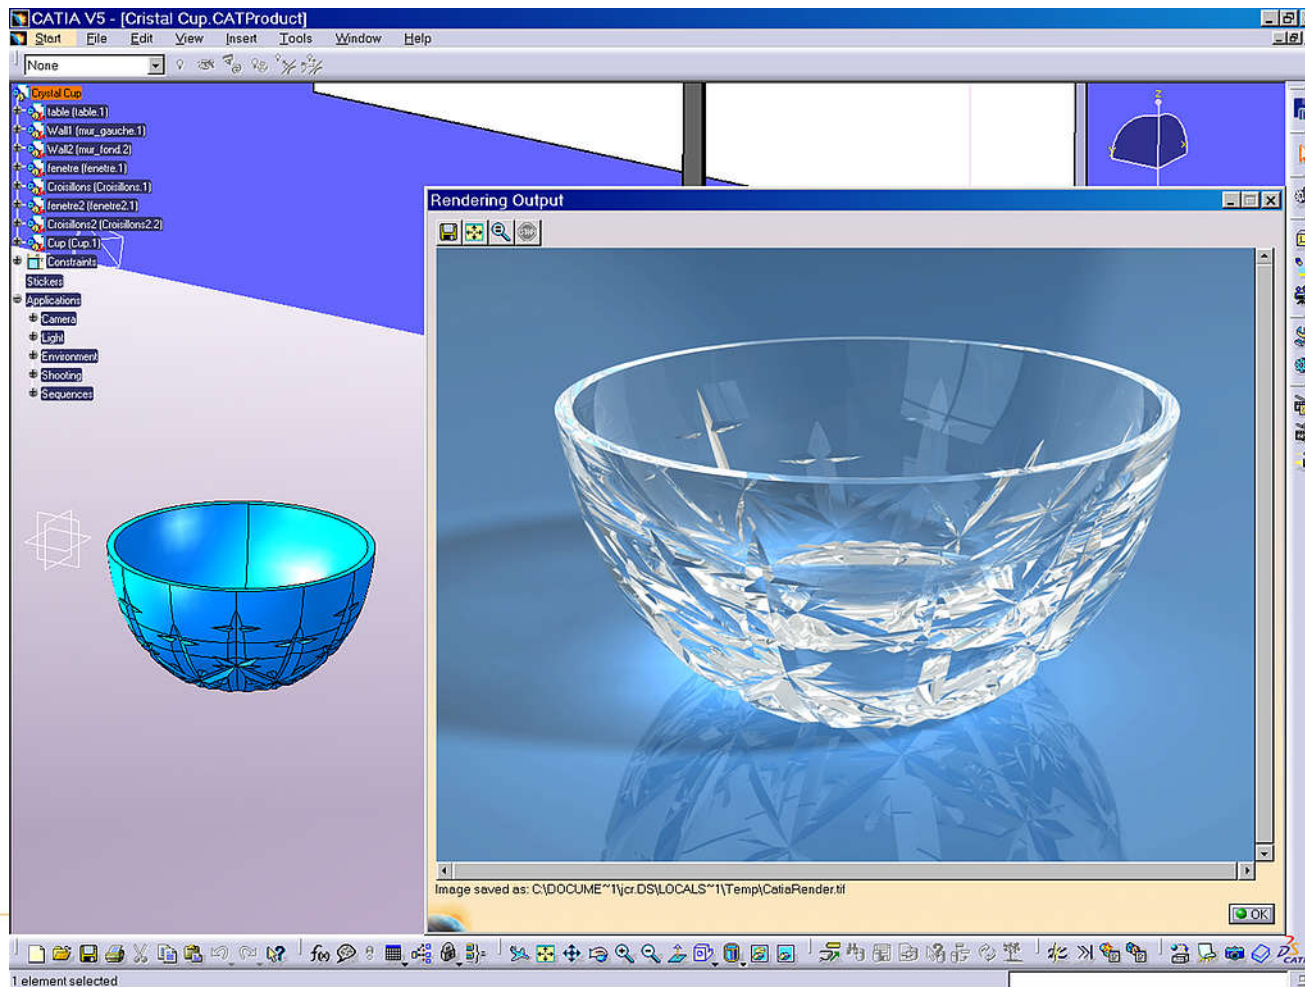 CATIA V5 - [Cristal Cup.CATProduct]
Start File Edit View Insert Tools Window Help
None
Crystal Cup
table (table.1)
Wall1 (mur_gauche.1)
Wall2 (mur_fond.2)
fenetre (fenetre.1)
Croisillons (Croisillons.1)
fenetre2 (fenetre2.1)
Croisillons2 (Croisillons2.2)
Cup (Cup.1)
Constraints
Stickers
Applications
Camera
Light
Environment
Shooting
Sequences
Z
Y
X
Rendering Output
Image saved as: C:\DOCUME~1\jcr.DS\LOCALS~1\Temp\CatiaRender.tif
OK
f(x)
CATIA
1 element selected